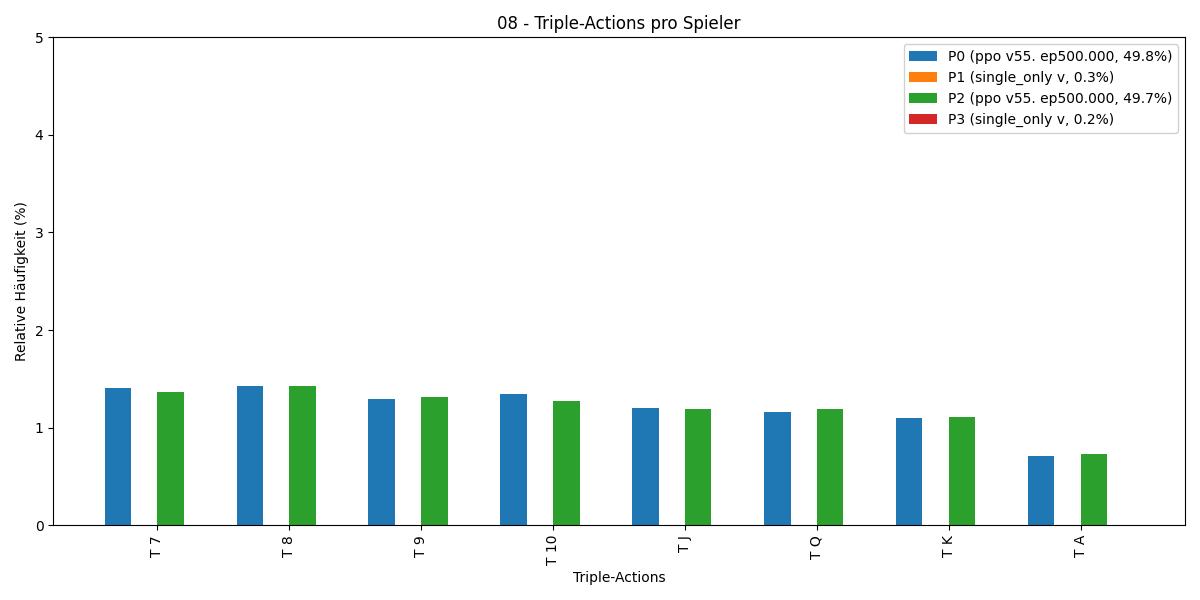 08 - Triple-Actions pro Spieler
P0 (ppo v55. ep500.000, 49.8%)
P1 (single_only v, 0.3%)
P2 (ppo v55. ep500.000, 49.7%)
P3 (single_only v, 0.2%)
Relative Häufigkeit (%)
5
4
3
2
1
0
T 7
T 8
T 9
T 10
T J
T Q
T K
T A
Triple-Actions